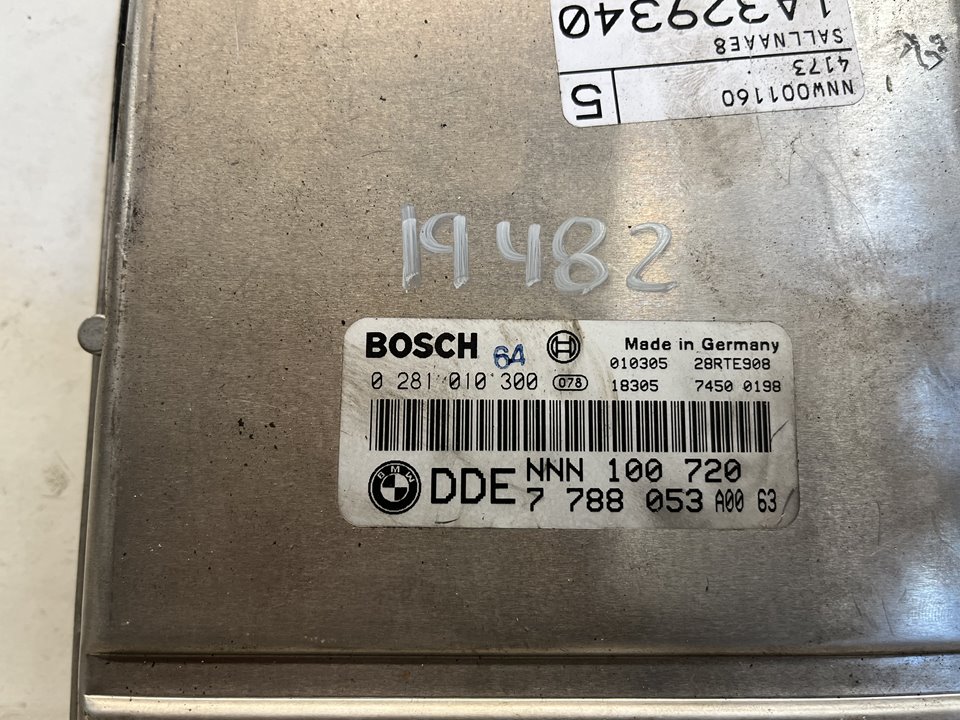 NNW001160
4173
5
SALLNAAE8
1A329340
19482
BOSCH 64 Made in Germany
010305 28RTE908
0 281 010 300 078 18305 7450 0198
BMW DDE NNN 100 720
7 788 053 A00 63